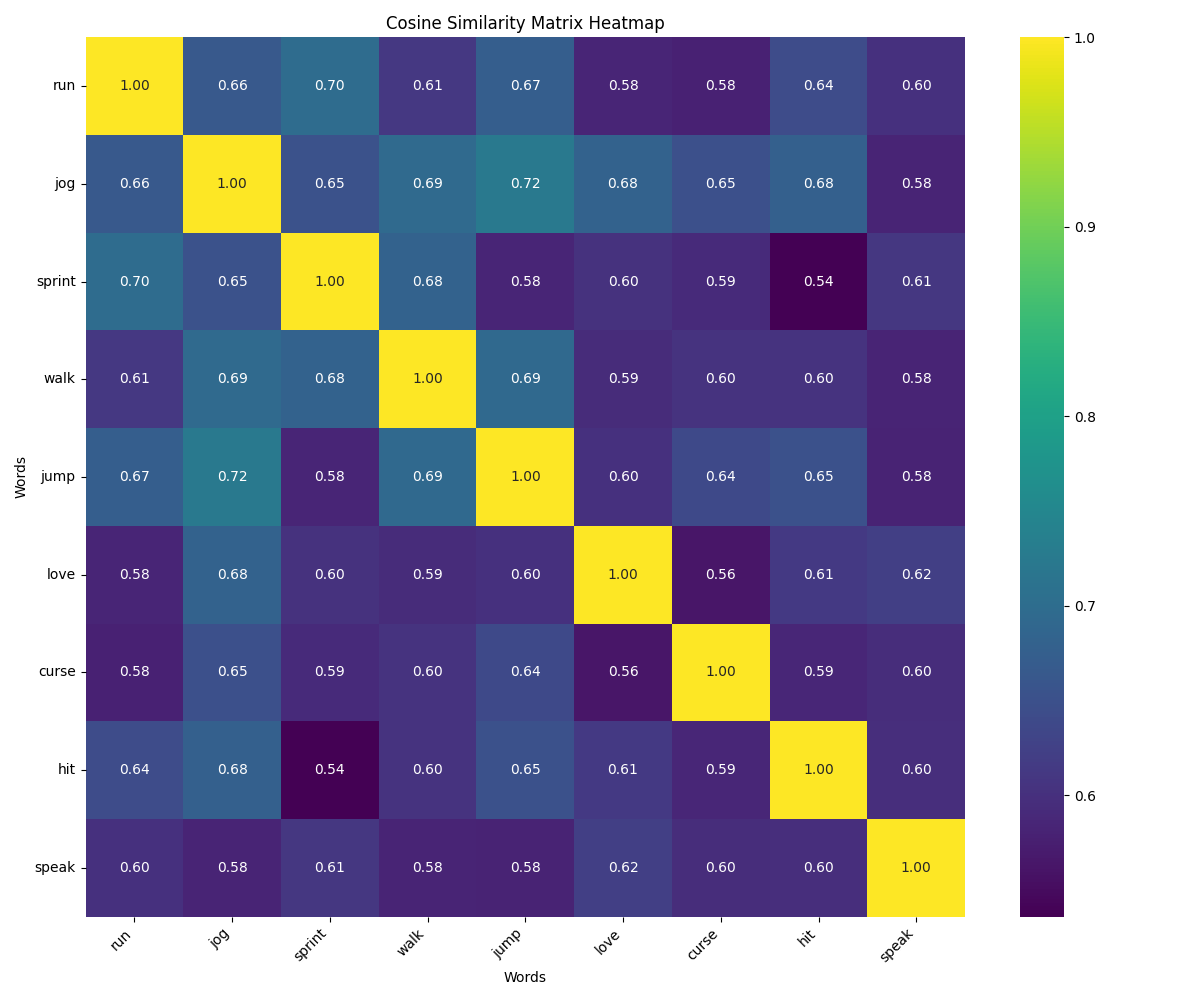 Cosine Similarity Matrix Heatmap
run 1.00 0.66 0.70 0.61 0.67 0.58 0.58 0.64 0.60
jog 0.66 1.00 0.65 0.69 0.72 0.68 0.65 0.68 0.58
sprint 0.70 0.65 1.00 0.68 0.58 0.60 0.59 0.54 0.61
walk 0.61 0.69 0.68 1.00 0.69 0.59 0.60 0.60 0.58
jump 0.67 0.72 0.58 0.69 1.00 0.60 0.64 0.65 0.58
love 0.58 0.68 0.60 0.59 0.60 1.00 0.56 0.61 0.62
curse 0.58 0.65 0.59 0.60 0.64 0.56 1.00 0.59 0.60
hit 0.64 0.68 0.54 0.60 0.65 0.61 0.59 1.00 0.60
speak 0.60 0.58 0.61 0.58 0.58 0.62 0.60 0.60 1.00
run jog sprint walk jump love curse hit speak
Words
Words
1.0
0.9
0.8
0.7
0.6